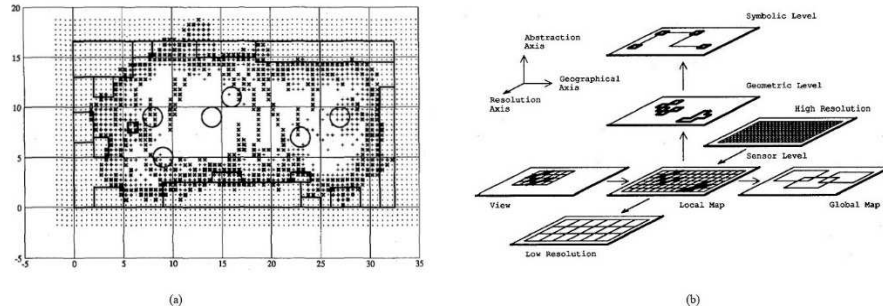 20
15
10
5
0
-5
-5 0 5 10 15 20 25 30 35
(a)
Symbolic Level
Abstraction
Axis
Geographical
Axis
Resolution
Axis
Geometric Level
High Resolution
Sensor Level
View
Local Map
Global Map
Low Resolution
(b)